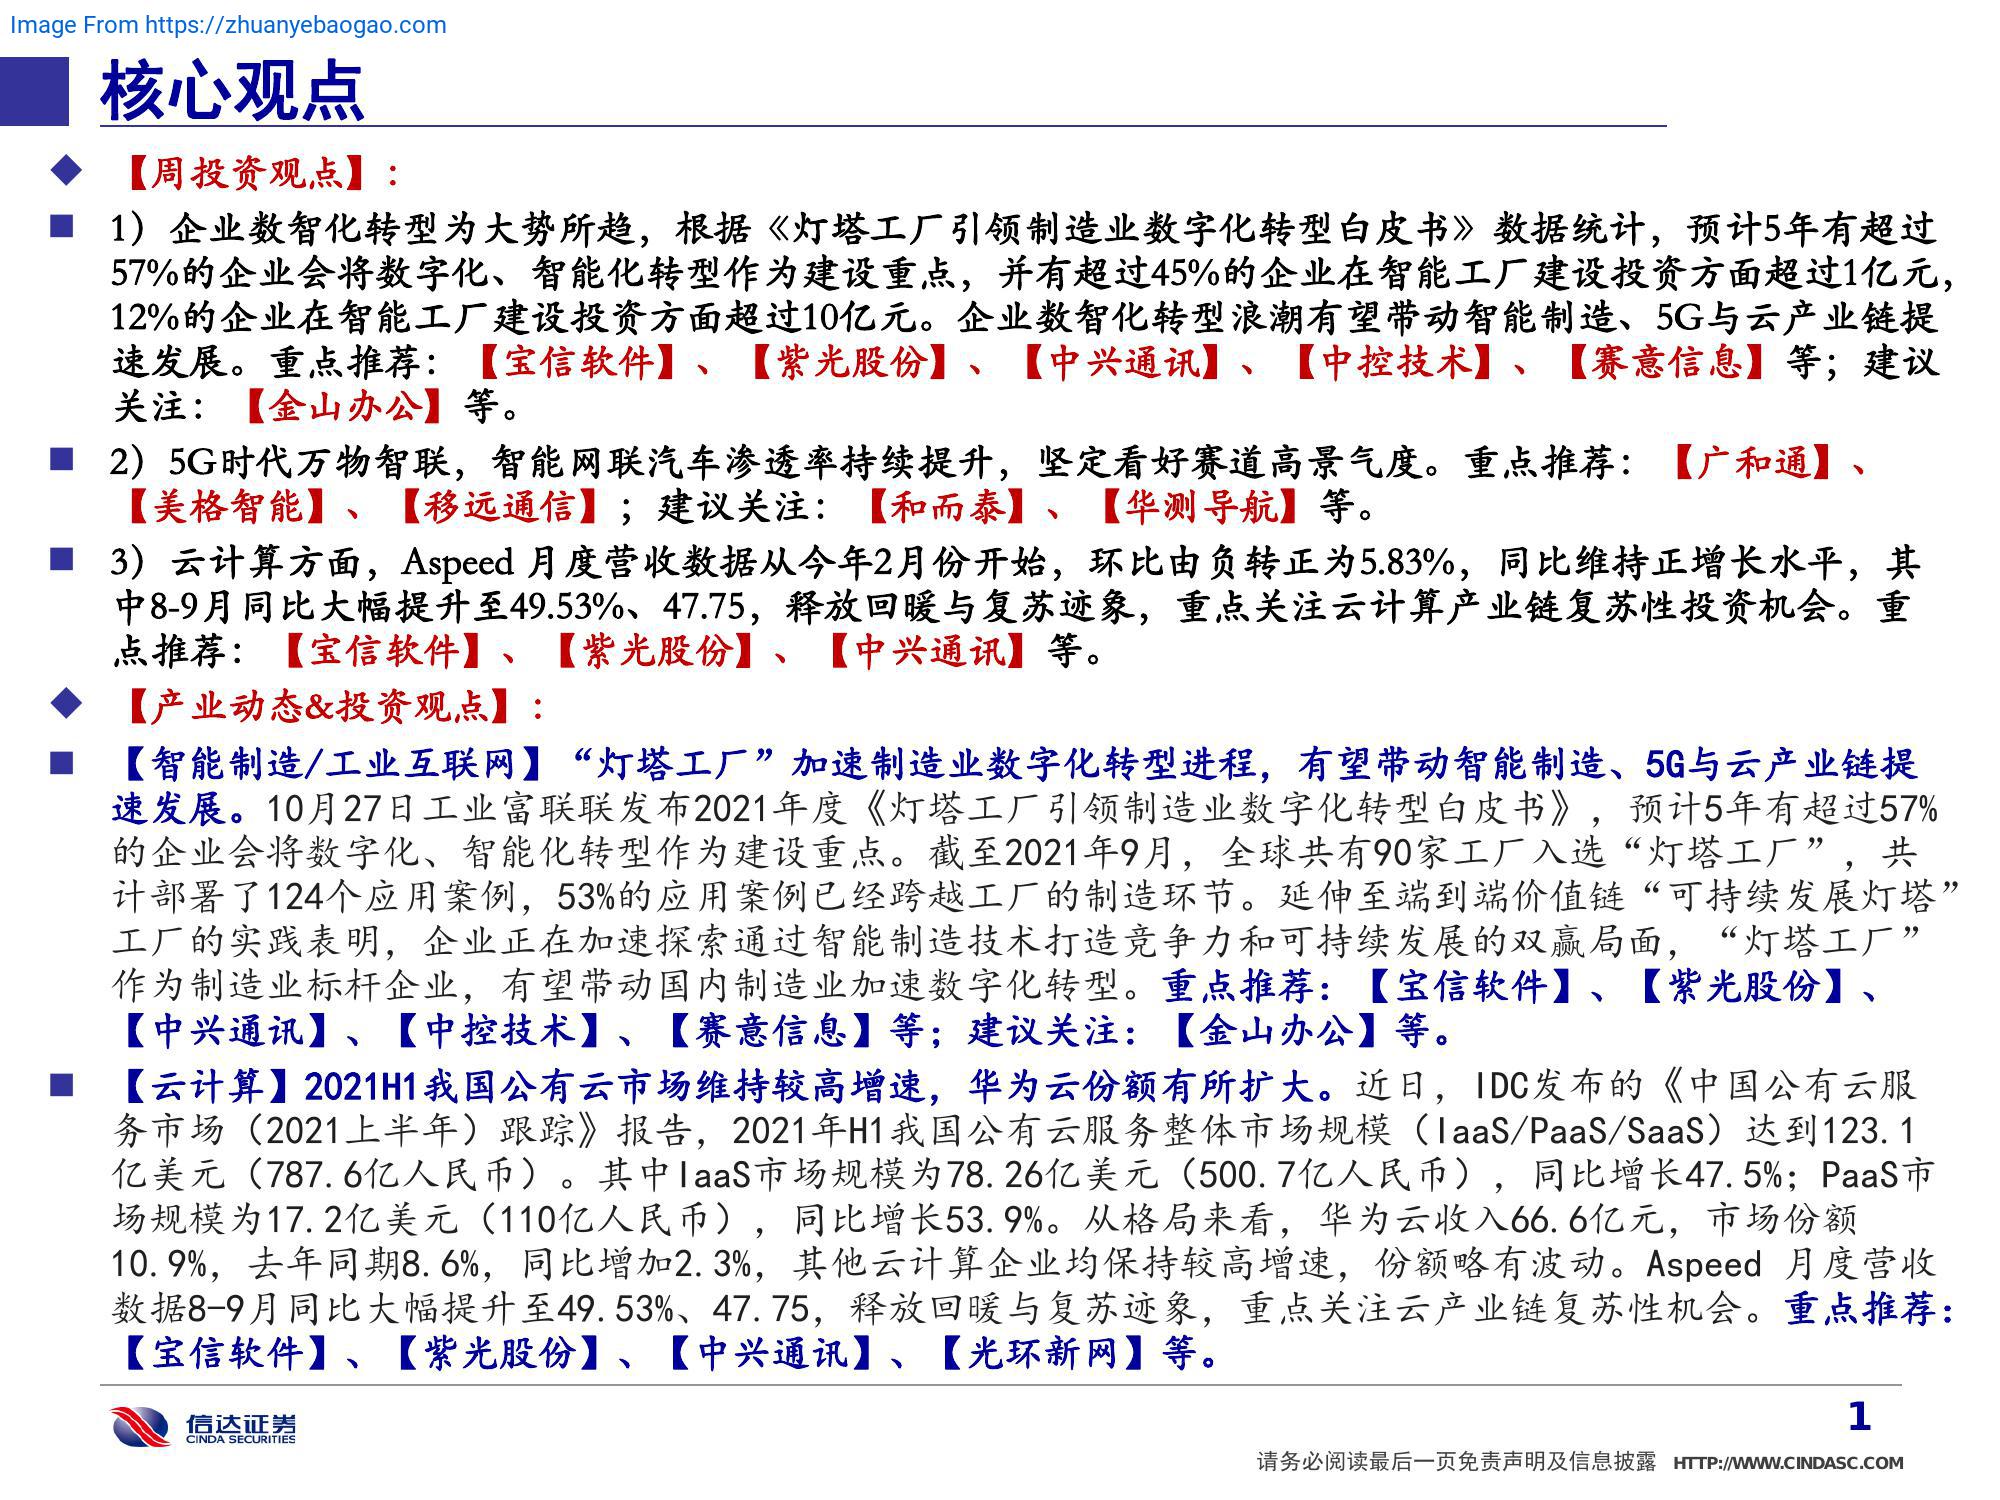 Image From https://zhuanyebaogao.com
核心观点
【周投资观点】：
1）企业数智化转型为大势所趋，根据《灯塔工厂引领制造业数字化转型白皮书》数据统计，预计5年有超过
57%的企业会将数字化、智能化转型作为建设重点，并有超过45%的企业在智能工厂建设投资方面超过1亿元，
12%的企业在智能工厂建设投资方面超过10亿元。企业数智化转型浪潮有望带动智能制造、5G与云产业链提
速发展。重点推荐：【宝信软件】、【紫光股份】、【中兴通讯】、【中控技术】、【赛意信息】等；建议
关注：【金山办公】等。
2）5G时代万物智联，智能网联汽车渗透率持续提升，坚定看好赛道高景气度。重点推荐：【广和通】、
【美格智能】、【移远通信】；建议关注：【和而泰】、【华测导航】等。
3）云计算方面，Aspeed 月度营收数据从今年2月份开始，环比由负转正为5.83%，同比维持正增长水平，其
中8-9月同比大幅提升至49.53%、47.75，释放回暖与复苏迹象，重点关注云计算产业链复苏性投资机会。重
点推荐：【宝信软件】、【紫光股份】、【中兴通讯】等。
【产业动态&投资观点】：
【智能制造/工业互联网】“灯塔工厂”加速制造业数字化转型进程，有望带动智能制造、5G与云产业链提
速发展。10月27日工业富联联发布2021年度《灯塔工厂引领制造业数字化转型白皮书》，预计5年有超过57%
的企业会将数字化、智能化转型作为建设重点。截至2021年9月，全球共有90家工厂入选“灯塔工厂”，共
计部署了124个应用案例，53%的应用案例已经跨越工厂的制造环节。延伸至端到端价值链“可持续发展灯塔”
工厂的实践表明，企业正在加速探索通过智能制造技术打造竞争力和可持续发展的双赢局面，“灯塔工厂”
作为制造业标杆企业，有望带动国内制造业加速数字化转型。重点推荐：【宝信软件】、【紫光股份】、
【中兴通讯】、【中控技术】、【赛意信息】等；建议关注：【金山办公】等。
【云计算】2021H1我国公有云市场维持较高增速，华为云份额有所扩大。近日，IDC发布的《中国公有云服
务市场（2021上半年）跟踪》报告，2021年H1我国公有云服务整体市场规模（IaaS/PaaS/SaaS）达到123.1
亿美元（787.6亿人民币）。其中IaaS市场规模为78.26亿美元（500.7亿人民币），同比增长47.5%；PaaS市
场规模为17.2亿美元（110亿人民币），同比增长53.9%。从格局来看，华为云收入66.6亿元，市场份额
10.9%，去年同期8.6%，同比增加2.3%，其他云计算企业均保持较高增速，份额略有波动。Aspeed 月度营收
数据8-9月同比大幅提升至49.53%、47.75，释放回暖与复苏迹象，重点关注云产业链复苏性机会。重点推荐：
【宝信软件】、【紫光股份】、【中兴通讯】、【光环新网】等。
信达证券
CINDA SECURITIES
1
请务必阅读最后一页免责声明及信息披露 HTTP://WWW.CINDASC.COM